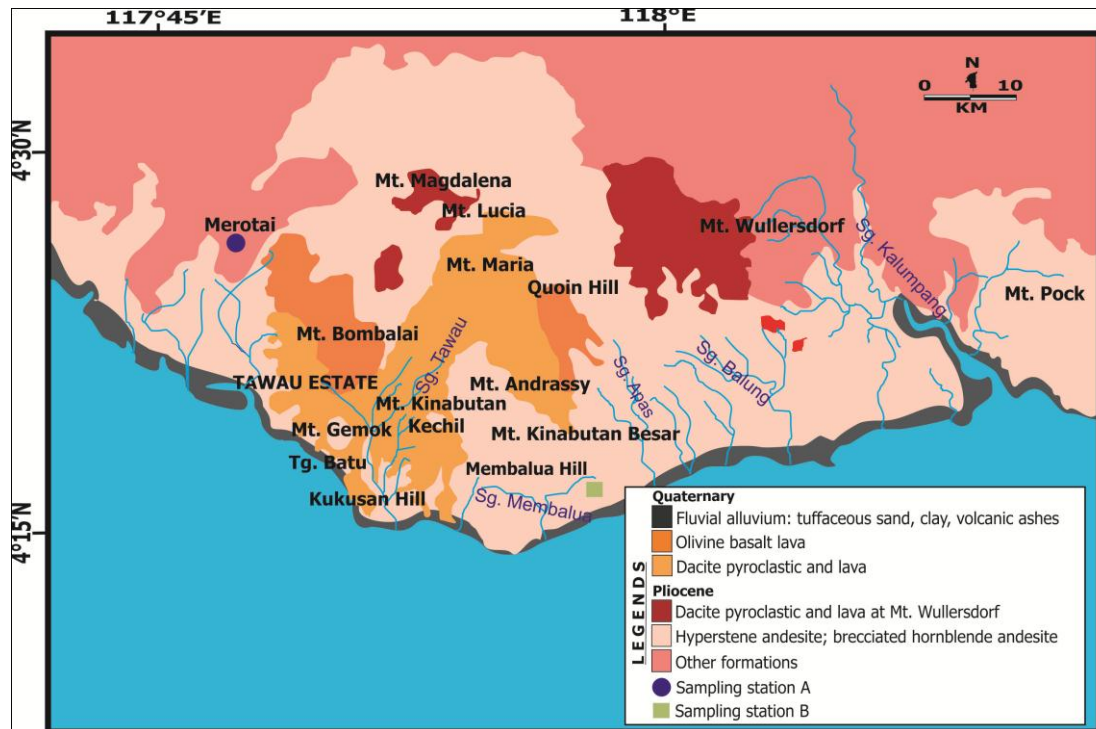 117°45'E
118°E
N
0 10
KM
4°30'N
4°15'N
Mt. Magdalena
Mt. Lucia
Merotai
Mt. Wullersdorf
Sg. Kalumpang
Mt. Maria
Quoin Hill
Mt. Pock
Mt. Bombalai
Sg. Tawau
Sg. Apas
Sg. Balung
TAWAU ESTATE
Mt. Andrassy
Mt. Kinabutan
Kechil
Mt. Gemok
Mt. Kinabutan Besar
Tg. Batu
Membalua Hill
Kukusan Hill
Sg. Membalua
LEGENDS
Quaternary
Fluvial alluvium: tuffaceous sand, clay, volcanic ashes
Olivine basalt lava
Dacite pyroclastic and lava
Pliocene
Dacite pyroclastic and lava at Mt. Wullersdorf
Hyperstene andesite; brecciated hornblende andesite
Other formations
Sampling station A
Sampling station B